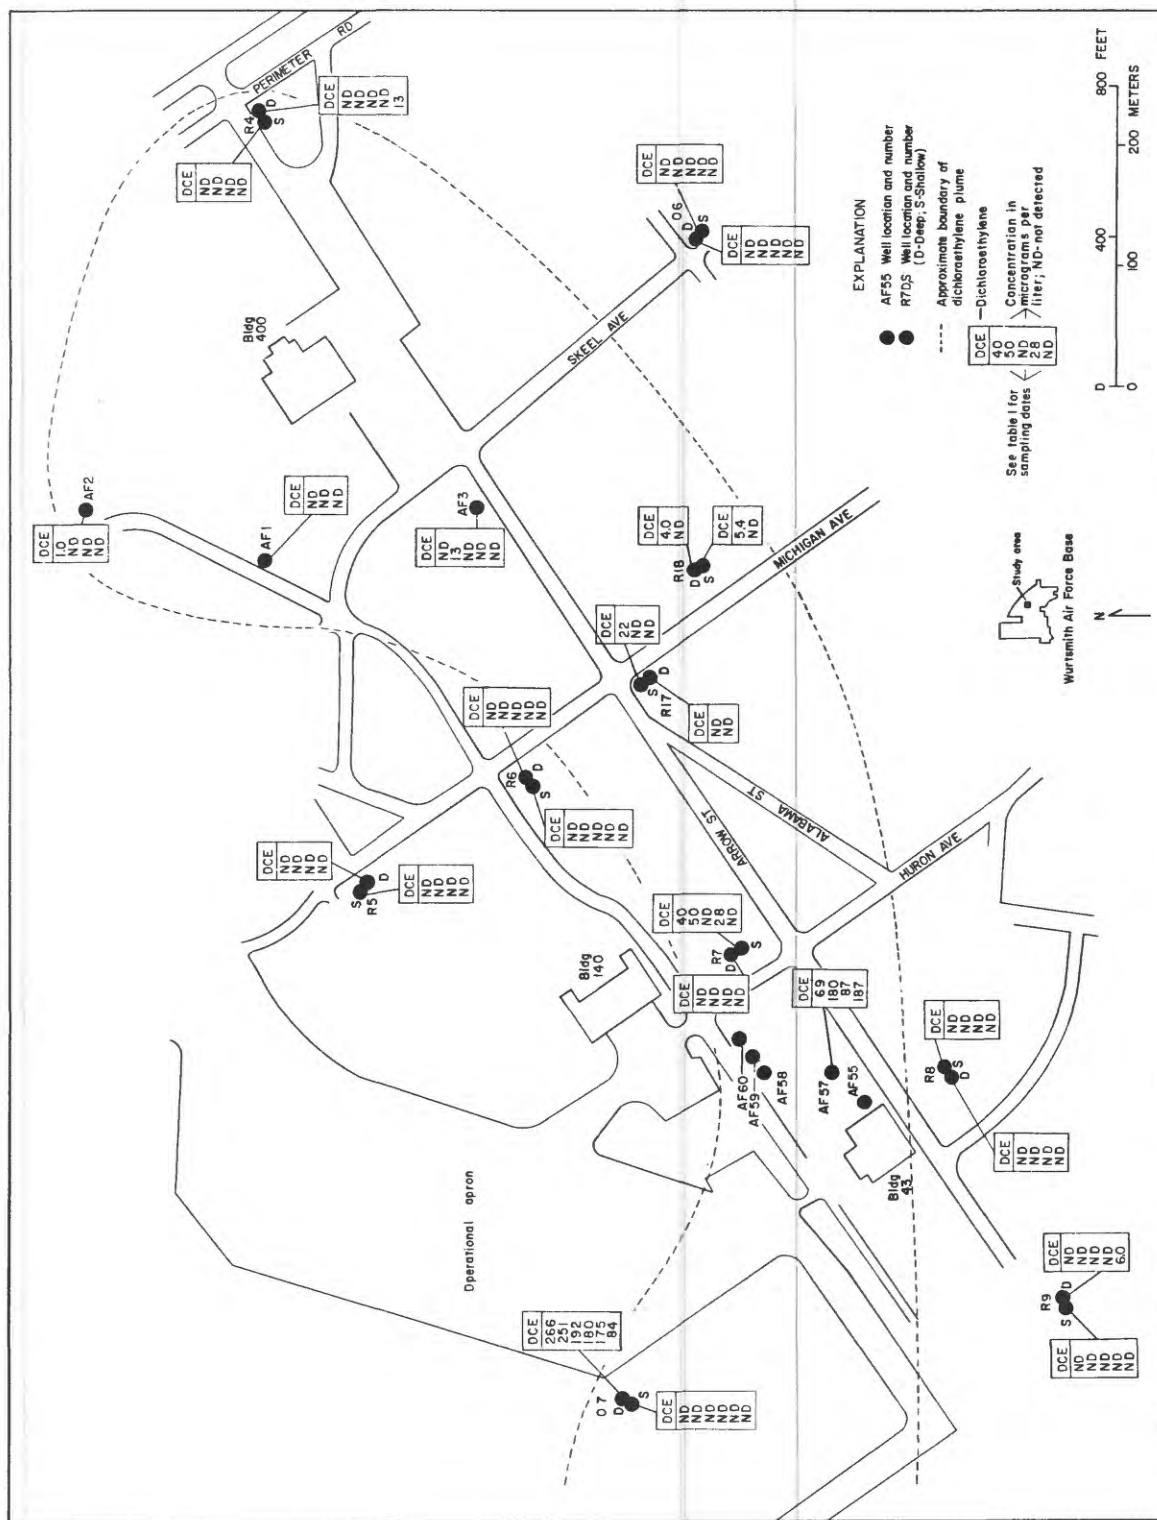 PERIMETER RD
R4
D
S
DCE
ND
ND
ND
ND
13
DCE
ND
ND
ND
ND
DCE
ND
ND
ND
ND
ND
O6
D
S
DCE
ND
ND
ND
ND
ND
Bldg
400
SKEEL AVE
AF2
DCE
1.0
ND
ND
ND
AF1
DCE
ND
ND
ND
AF3
DCE
ND
13
ND
ND
ND
DCE
4.0
ND
R18
D
S
DCE
5.4
ND
MICHIGAN AVE
DCE
22
ND
ND
S
D
R17
DCE
ND
ND
DCE
ND
ND
ND
ND
ND
R6
D
S
DCE
ND
ND
ND
ND
ND
ALABAMA ST
ARROW ST
HURON AVE
DCE
ND
ND
ND
ND
S
D
R5
DCE
ND
ND
ND
ND
DCE
40
50
ND
28
ND
R7
D
S
DCE
ND
ND
ND
ND
Bldg
140
DCE
69
180
87
187
AF60
AF59
AF58
AF57
AF55
Bldg
43
DCE
ND
ND
ND
ND
R8
S
D
DCE
ND
ND
ND
ND
Operational apron
DCE
266
251
192
180
175
84
O7
D
S
DCE
ND
ND
ND
ND
ND
ND
DCE
ND
ND
ND
ND
6.0
R9
S
D
DCE
ND
ND
ND
ND
ND
EXPLANATION
AF55 Well location and number
R7D,S Well location and number
(D-Deep; S-Shallow)
Approximate boundary of
dichloraethylene plume
DCE
40
50
ND
28
ND
—Dichloroethylene
Concentration in
micrograms per
liter; ND-not detected
See table I for
sampling dates
0 400 800 FEET
0 100 200 METERS
Study area
Wurtsmith Air Force Base
N